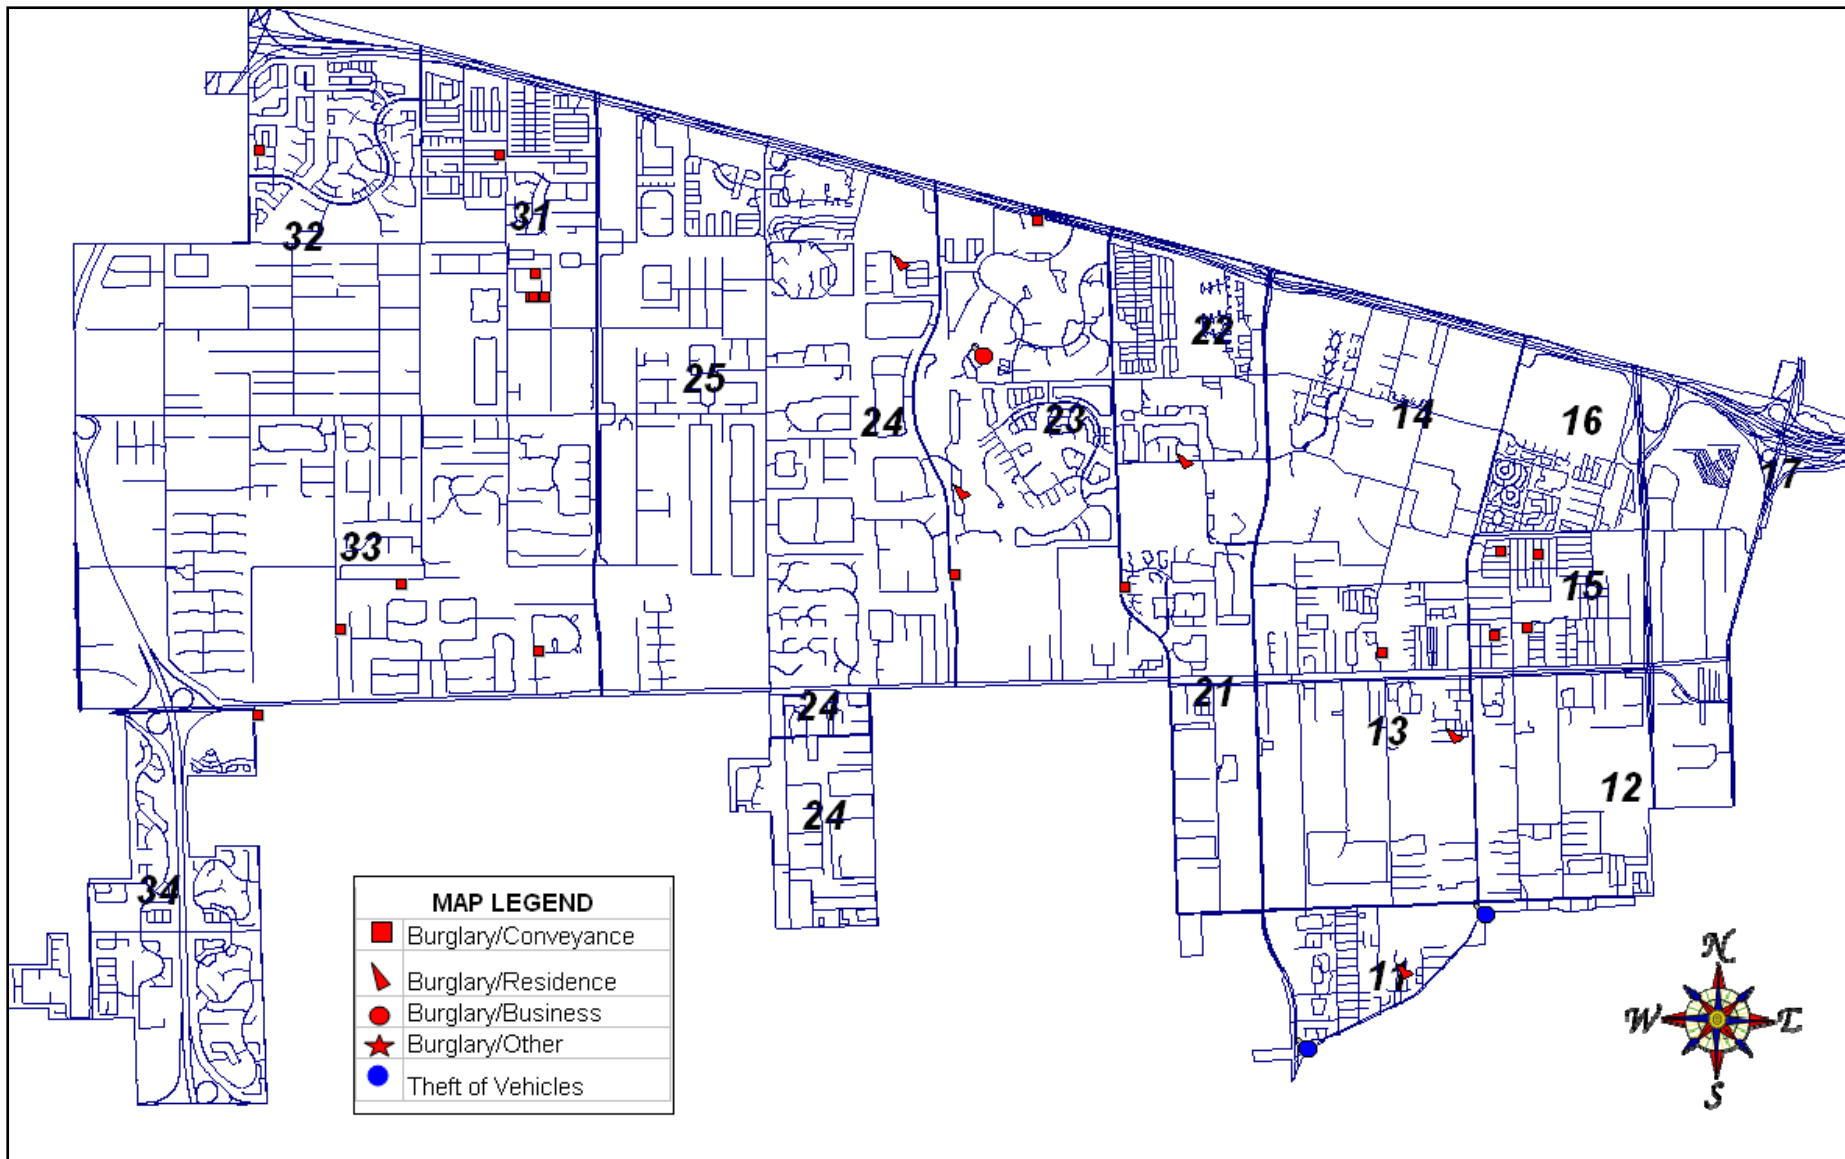 32
31
25
24
23
22
14
16
17
33
15
24
21
13
12
24
34
11
MAP LEGEND
Burglary/Conveyance
Burglary/Residence
Burglary/Business
Burglary/Other
Theft of Vehicles
N
W E
S